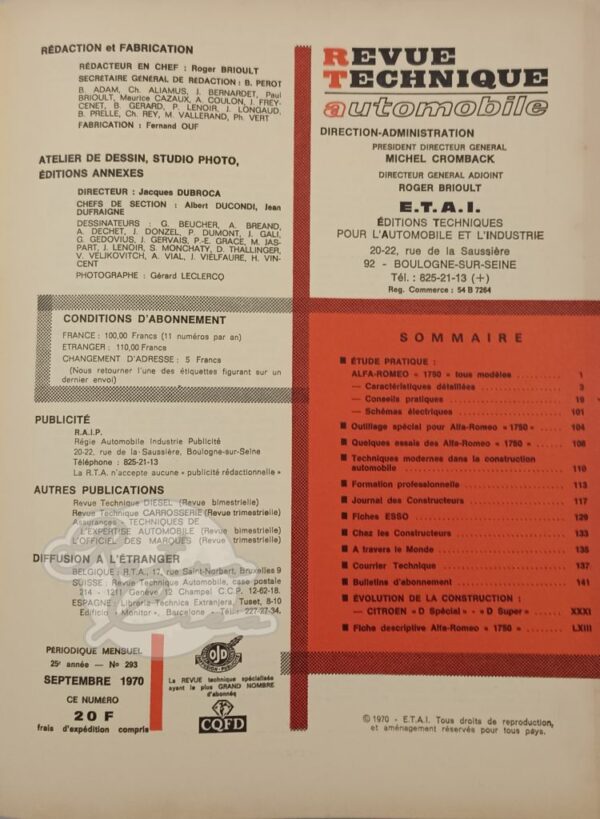 RÉDACTION et FABRICATION
RÉDACTEUR EN CHEF : Roger BRIOULT
SECRETAIRE GENERAL DE REDACTION : B. PEROT
B. ADAM, Ch. ALIAMUS, J. BERNARDET, Paul
BRIOULT, Maurice CAZAUX, A. COULON, J. FREY-
CENET, B. GERARD, P. LENOIR, J. LONGAUD,
B. PRELLE, Ch. REY, M. VALLERAND, Ph. VERT
FABRICATION : Fernand OUF
ATELIER DE DESSIN, STUDIO PHOTO,
ÉDITIONS ANNEXES
DIRECTEUR : Jacques DUBROCA
CHEFS DE SECTION : Albert DUCONDI, Jean
DUFRAIGNE
DESSINATEURS : G. BEUCHER, A. BREAND,
A. DECHET, J. DONZEL, P. DUMONT, J. GALI,
G. GEDOVIUS, J. GERVAIS, P.-E. GRACE, M. JAS-
PART, J. LENOIR, S. MONCHATY, D. THALLINGER,
V. VELIKOVITCH, A. VIAL, J. VIELFAURE, H. VIN-
CENT
PHOTOGRAPHE : Gérard LECLERCQ
CONDITIONS D'ABONNEMENT
FRANCE : 100,00 Francs (11 numéros par an)
ETRANGER : 110,00 Francs
CHANGEMENT D'ADRESSE : 5 Francs
(Nous retourner l'une des étiquettes figurant sur un
dernier envoi)
PUBLICITÉ
R.A.I.P.
Régie Automobile Industrie Publicité
20-22, rue de la-Saussière, Boulogne-sur-Seine
Téléphone : 825-21-13
La R.T.A. n'accepte aucune « publicité rédactionnelle »
AUTRES PUBLICATIONS
Revue Technique DIESEL (Revue bimestrielle)
Revue Technique CARROSSERIE (Revue trimestrielle)
Assurances TECHNIQUES DE
L'EXPERTISE AUTOMOBILE (Revue bimestrielle)
L'OFFICIEL DES MARQUES (Revue trimestrielle)
DIFFUSION A L'ÉTRANGER
BELGIQUE : R.T.A., 17, rue Saint-Norbert, Bruxelles 9
SUISSE : Revue Technique Automobile, case postale
214 - 1211 Genève 12 Champel C.C.P. 12-62-18.
ESPAGNE : Libreria-Technica Extranjera, Tuset, 8-10
Edificio « Monitor », Barcelone - Tél. : 227-27-34.
PÉRIODIQUE MENSUEL
25e année — No 293
SEPTEMBRE 1970
CE NUMÉRO
20 F
frais d'expédition compris
OJD
La REVUE technique spécialisée
ayant le plus GRAND NOMBRE
d'abonnés
CQFD
REVUE
TECHNIQUE
automobile
DIRECTION-ADMINISTRATION
PRESIDENT DIRECTEUR GENERAL
MICHEL CROMBACK
DIRECTEUR GENERAL ADJOINT
ROGER BRIOULT
E.T.A.I.
ÉDITIONS TECHNIQUES
POUR L'AUTOMOBILE ET L'INDUSTRIE
20-22, rue de la Saussière
92 - BOULOGNE-SUR-SEINE
Tél. : 825-21-13 (+)
Reg. Commerce : 54 B 7264
SOMMAIRE
■ ÉTUDE PRATIQUE :
ALFA-ROMEO « 1750 » tous modèles ..... 1
— Caractéristiques détaillées ..... 3
— Conseils pratiques ..... 19
— Schémas électriques ..... 101
■ Outillage spécial pour Alfa-Romeo « 1750 » .. 104
■ Quelques essais des Alfa-Romeo « 1750 » ..... 108
■ Techniques modernes dans la construction
automobile ..... 110
■ Formation professionnelle ..... 113
■ Journal des Constructeurs ..... 117
■ Fiches ESSO ..... 129
■ Chez les Constructeurs ..... 133
■ A travers le Monde ..... 135
■ Courrier Technique ..... 137
■ Bulletins d'abonnement ..... 141
■ ÉVOLUTION DE LA CONSTRUCTION :
— CITROEN « D Spécial » - « D Super » ..... XXXI
■ Fiche descriptive Alfa-Romeo « 1750 » ..... LXIII
© 1970 - E.T.A.I. Tous droits de reproduction,
et aménagement réservés pour tous pays.